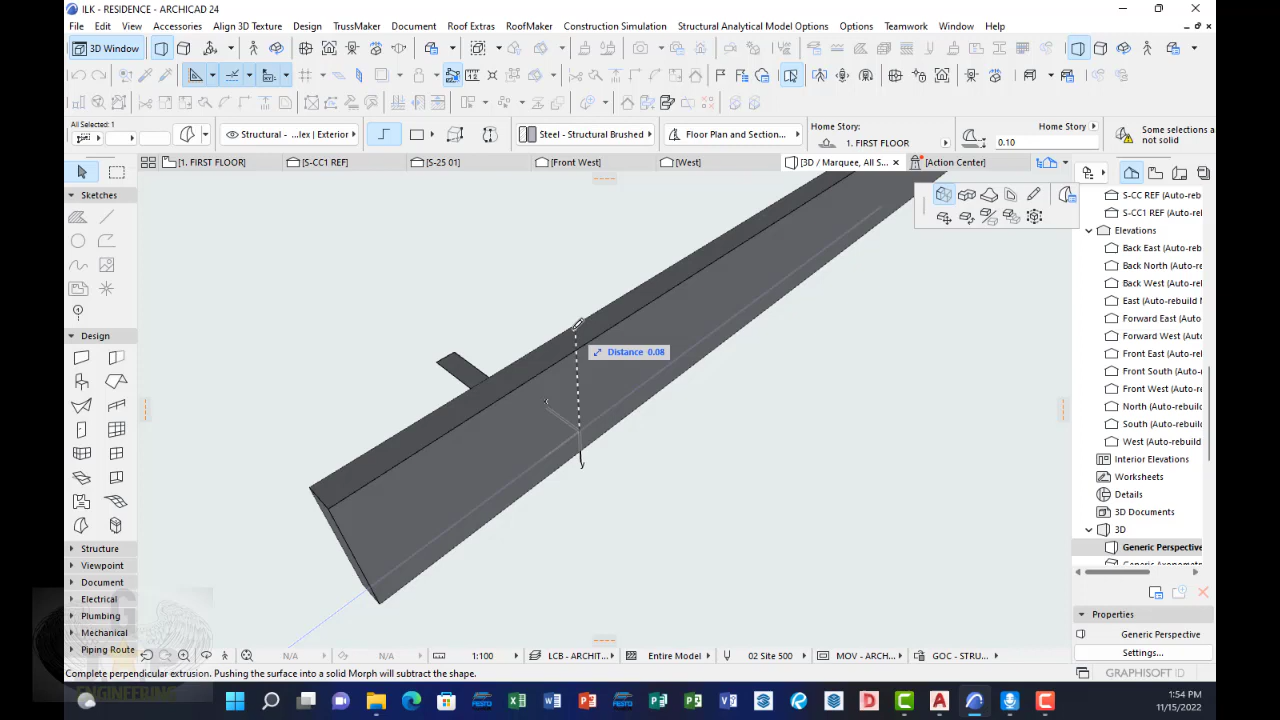 ILK - RESIDENCE - ARCHICAD 24
File Edit View Accessories Align 3D Texture Design TrussMaker Document Roof Extras RoofMaker Construction Simulation Structural Analytical Model Options Options Teamwork Window Help
3D Window
All Selected: 1
Structural - ...lex | Exterior
Steel - Structural Brushed
Floor Plan and Section...
Home Story:
1. FIRST FLOOR
Home Story:
0.10
Some selections a
not solid
[1. FIRST FLOOR] [S-CC1 REF] [S-25 01] [Front West] [West] [3D / Marquee, All S... [Action Center]
Sketches
Design
Structure
Viewpoint
Document
Electrical
Plumbing
Mechanical
Piping Route
Distance 0.08
S-CC REF (Auto-reb
S-CC1 REF (Auto-re
Elevations
Back East (Auto-reb
Back North (Auto-re
Back West (Auto-re
East (Auto-rebuild M
Forward East (Auto-
Forward West (Auto
Front East (Auto-reb
Front South (Auto-re
Front West (Auto-re
North (Auto-rebuild
South (Auto-rebuild
West (Auto-rebuild
Interior Elevations
Worksheets
Details
3D Documents
3D
Generic Perspective
Properties
Generic Perspective
Settings...
N/A N/A 1:100 LCB - ARCHIT... Entire Model 02 Site 500 MOV - ARCH... GOC - STRU...
Complete perpendicular extrusion. Pushing the surface into a solid Morph will subtract the shape.
GRAPHISOFT ID
ENGINEERING
1:54 PM
11/15/2022